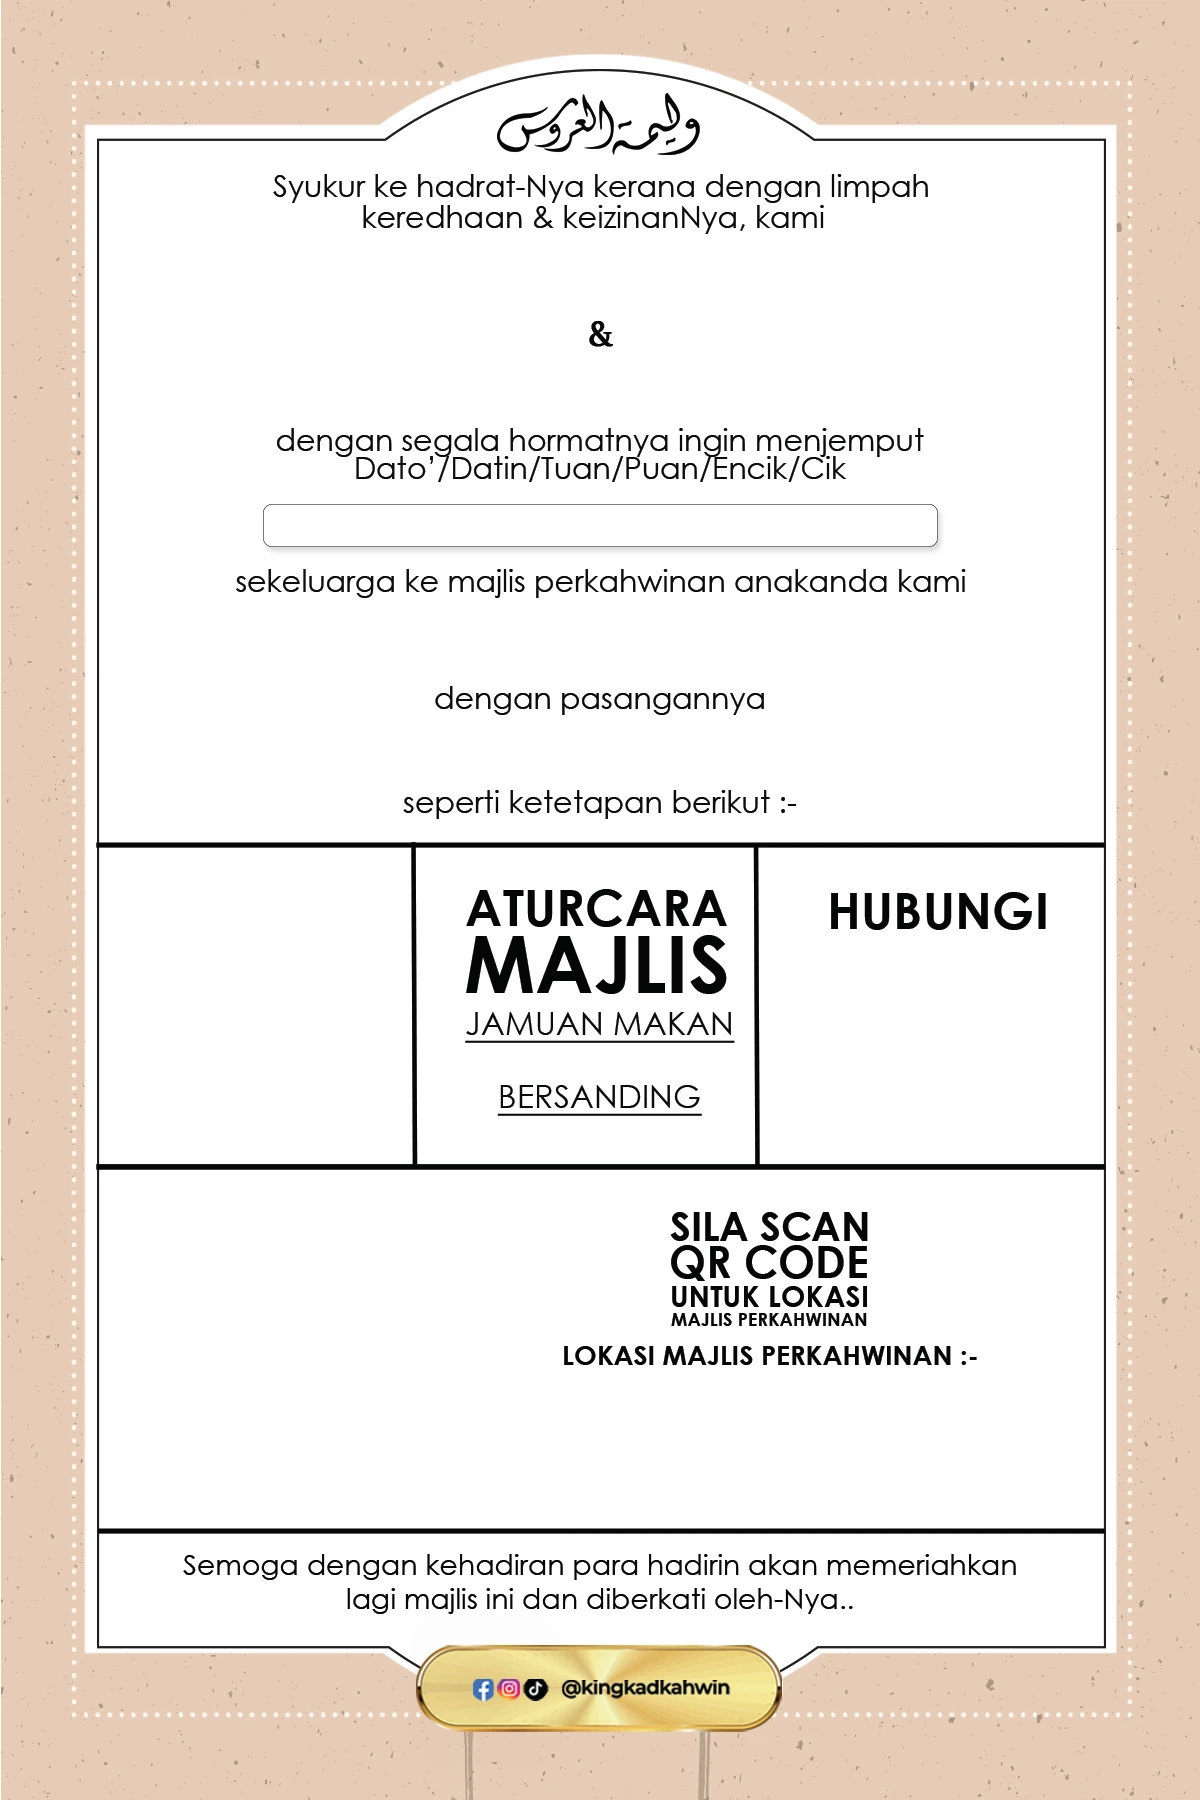 وليمة العروس
Syukur ke hadrat-Nya kerana dengan limpah
keredhaan & keizinanNya, kami
&
dengan segala hormatnya ingin menjemput
Dato’/Datin/Tuan/Puan/Encik/Cik
sekeluarga ke majlis perkahwinan anakanda kami
dengan pasangannya
seperti ketetapan berikut :-
ATURCARA
MAJLIS
JAMUAN MAKAN
BERSANDING
HUBUNGI
SILA SCAN
QR CODE
UNTUK LOKASI
MAJLIS PERKAHWINAN
LOKASI MAJLIS PERKAHWINAN :-
Semoga dengan kehadiran para hadirin akan memeriahkan
lagi majlis ini dan diberkati oleh-Nya..
@kingkadkahwin